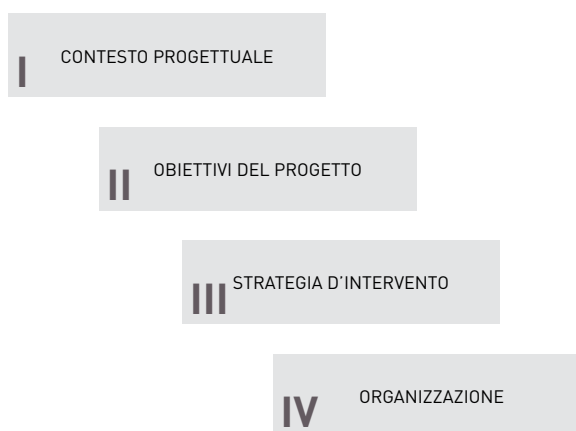 I CONTESTO PROGETTUALE
II OBIETTIVI DEL PROGETTO
III STRATEGIA D'INTERVENTO
IV ORGANIZZAZIONE